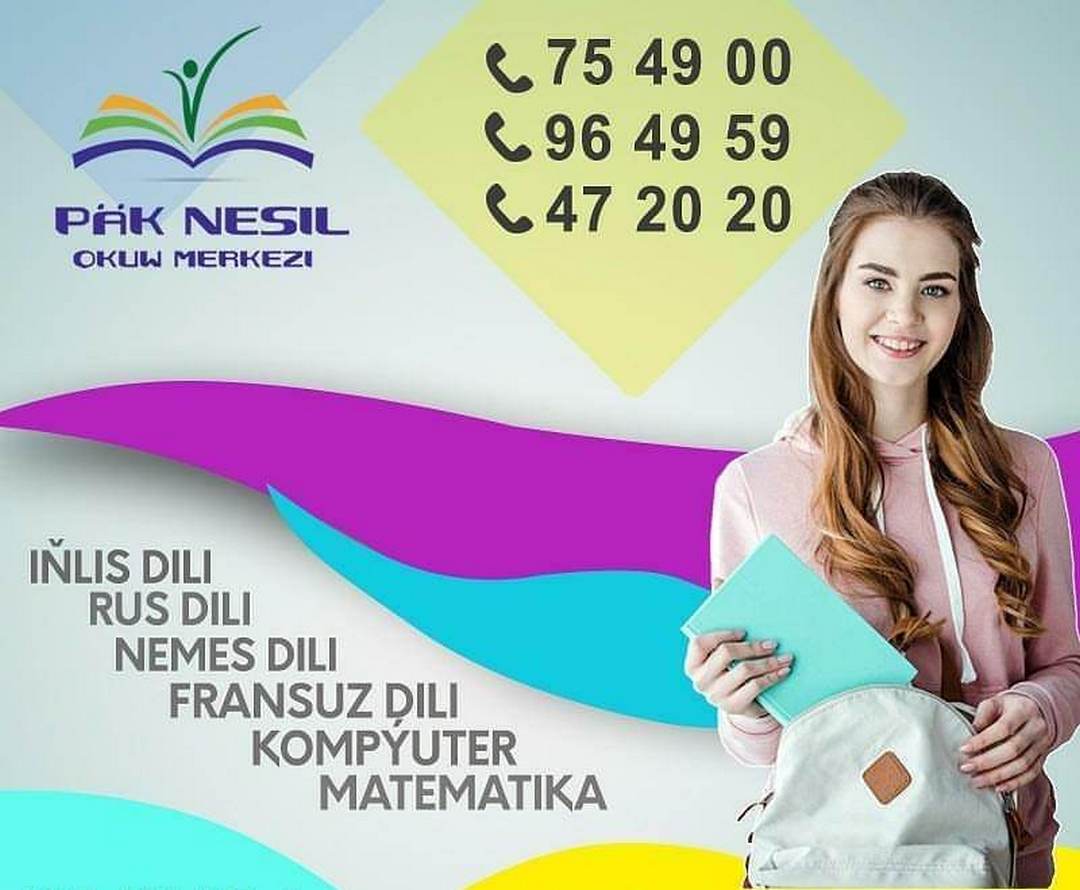 PÄK NESIL
OKUW MERKEZI
75 49 00
96 49 59
47 20 20
IŇLIS DILI
RUS DILI
NEMES DILI
FRANSUZ DILI
KOMPÝUTER
MATEMATIKA